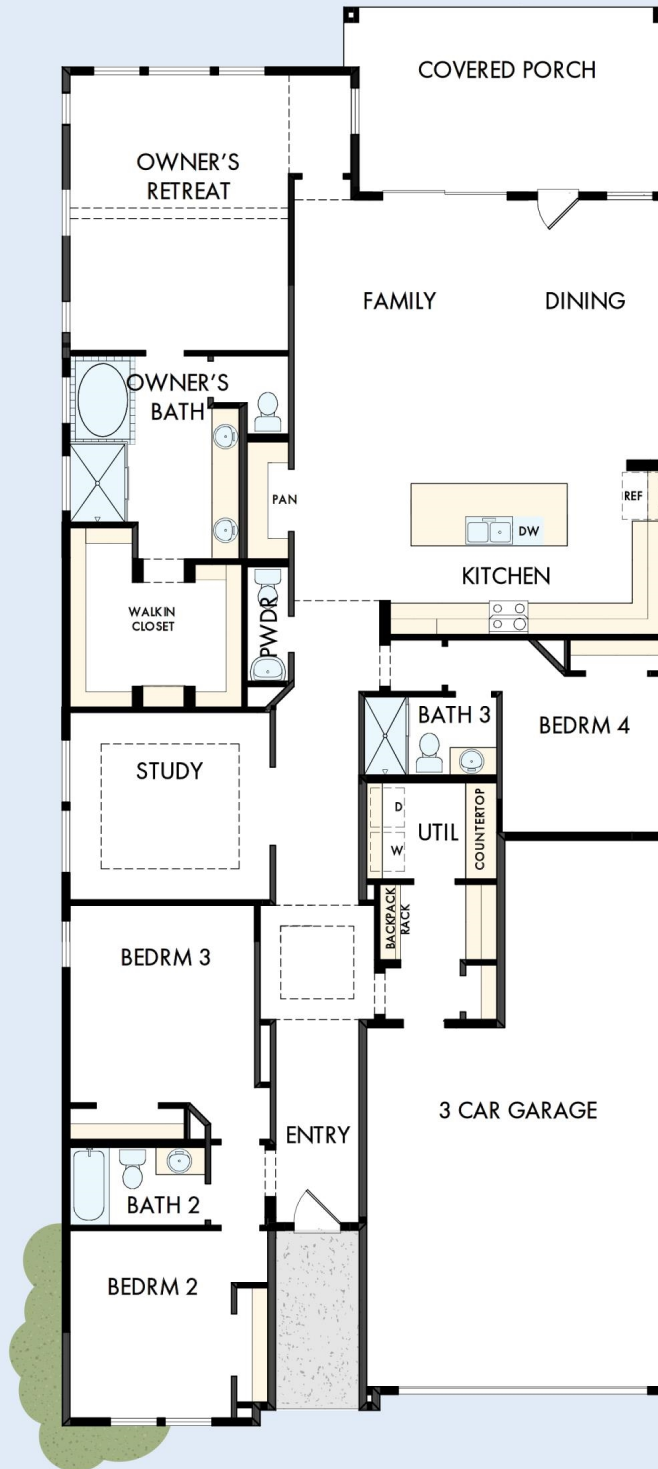 COVERED PORCH
OWNER'S
RETREAT
FAMILY
DINING
OWNER'S
BATH
PAN
REF
DW
KITCHEN
WALKIN
CLOSET
PWDR
BATH 3
BEDRM 4
STUDY
D
W
UTIL
COUNTERTOP
BACKPACK
RACK
BEDRM 3
3 CAR GARAGE
ENTRY
BATH 2
BEDRM 2